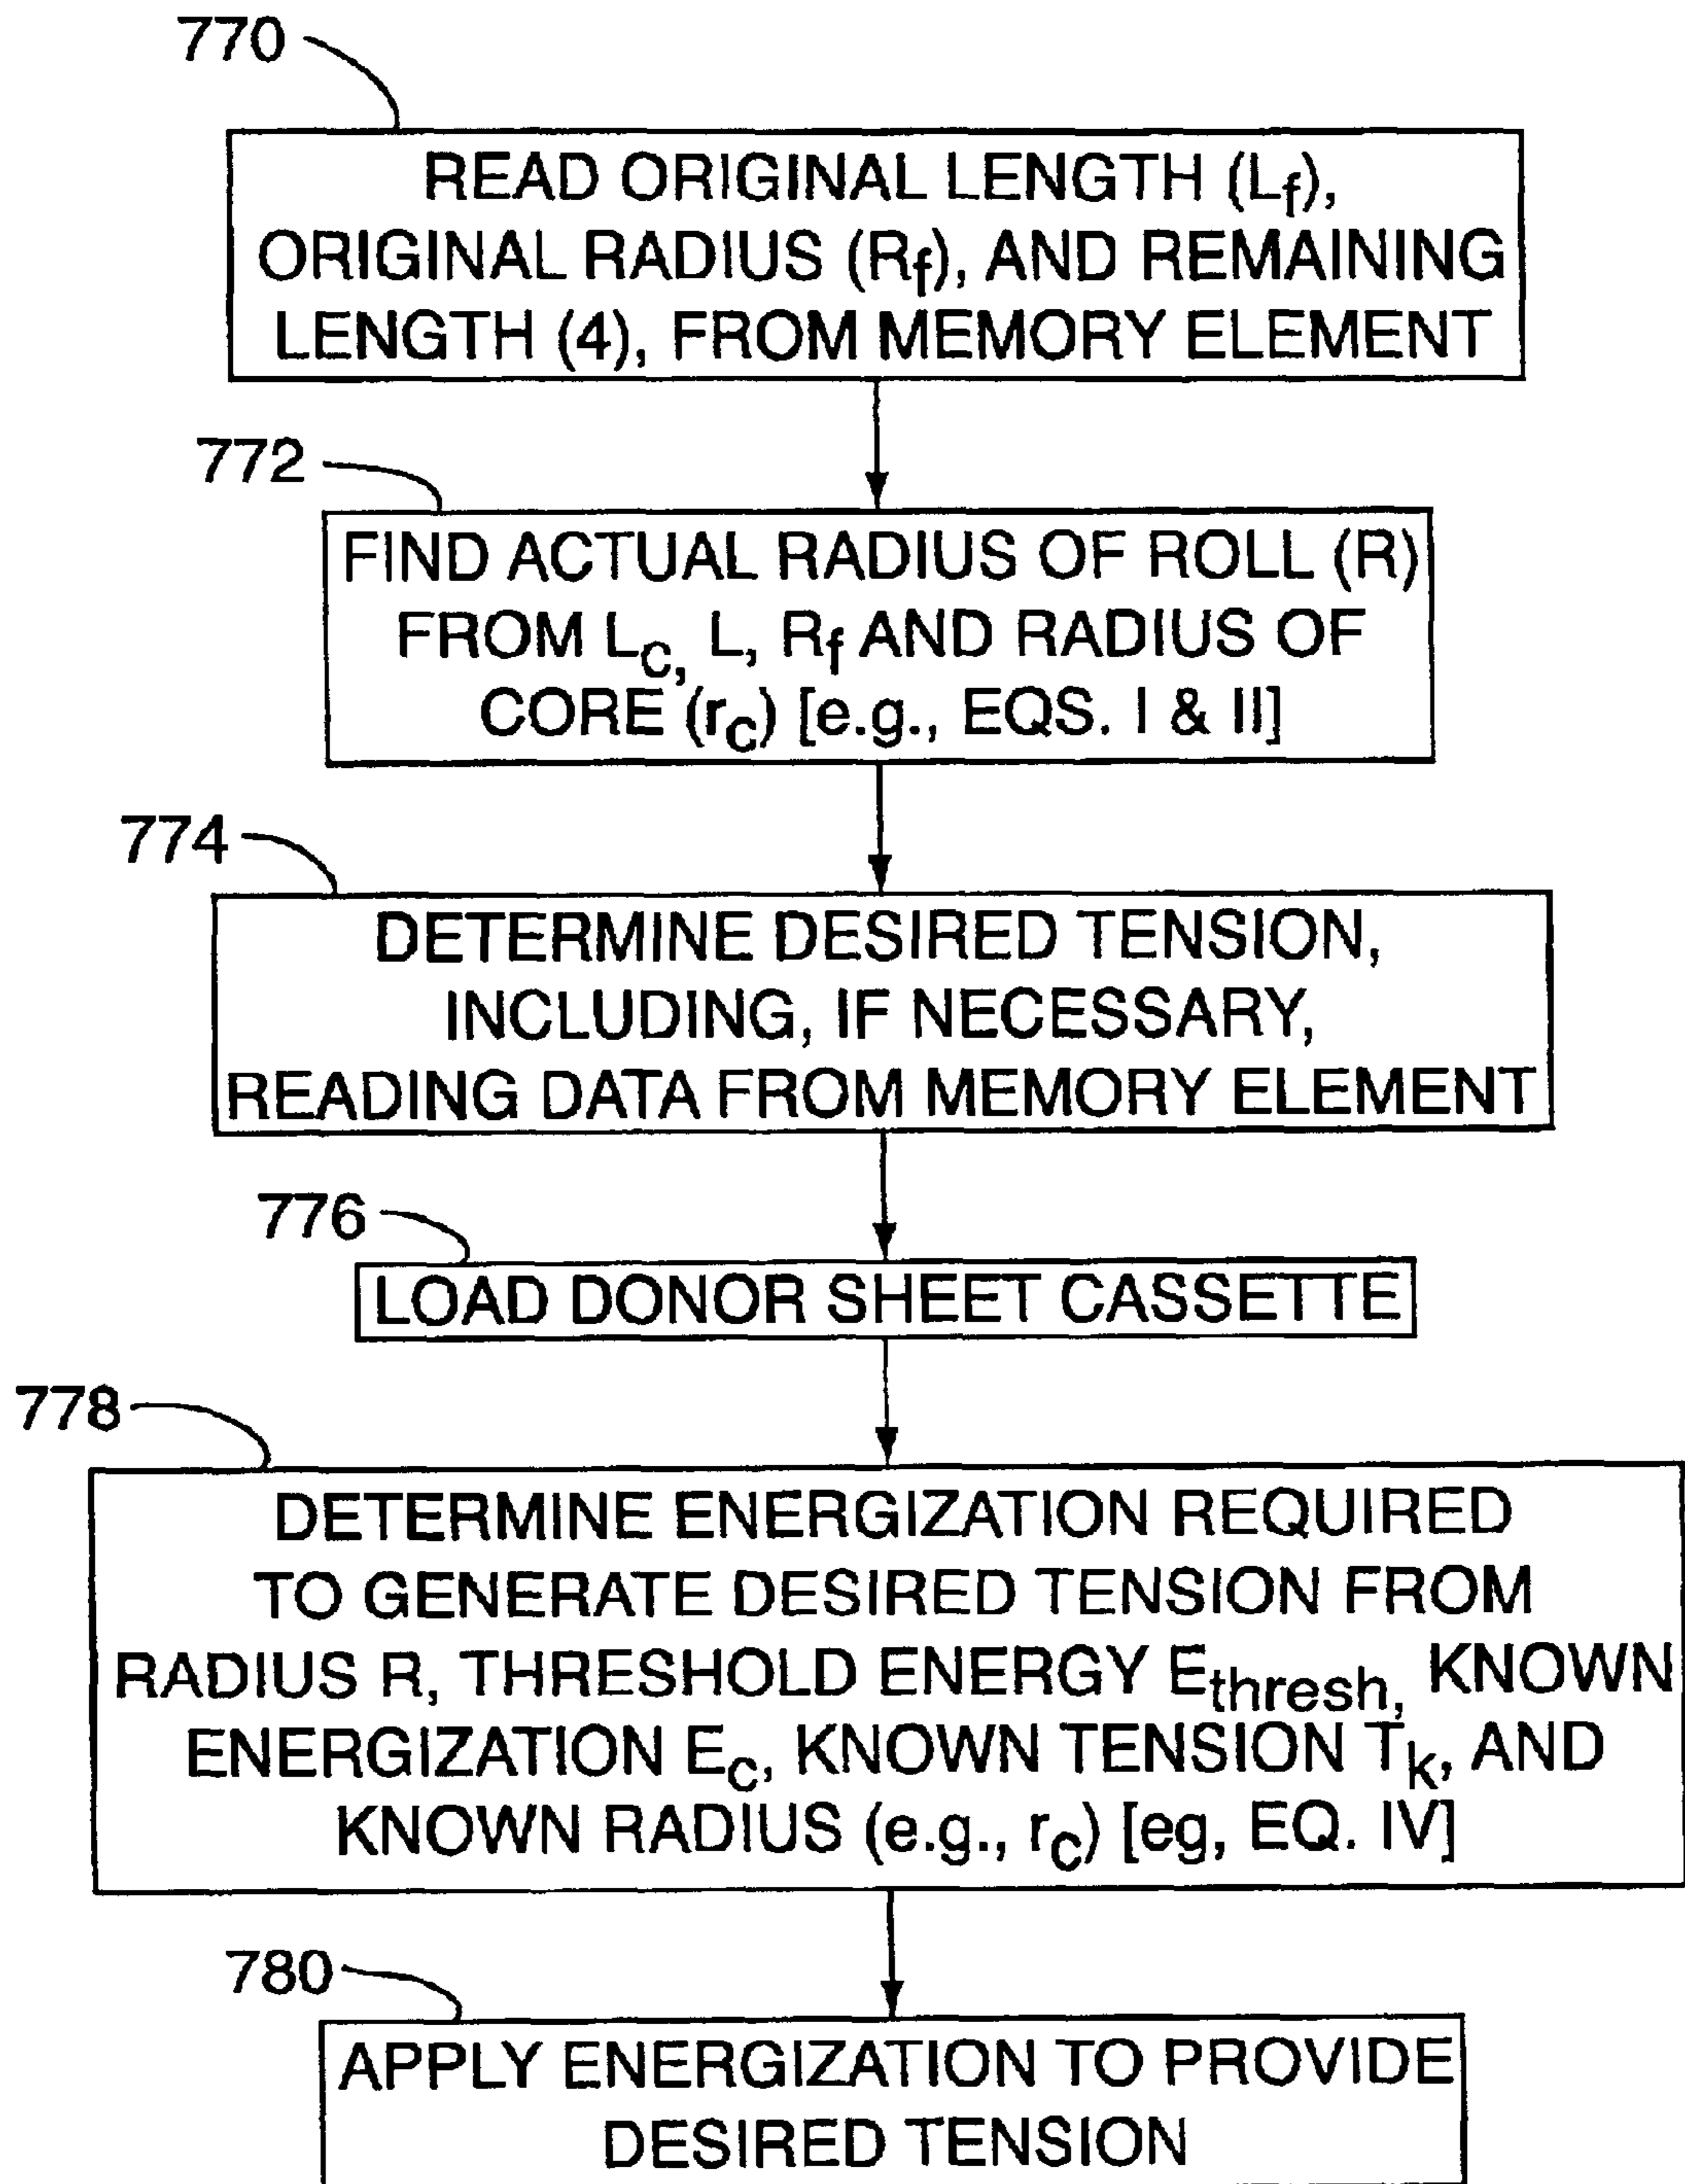 770
READ ORIGINAL LENGTH (Lf),
ORIGINAL RADIUS (Rf), AND REMAINING
LENGTH (4), FROM MEMORY ELEMENT
772
FIND ACTUAL RADIUS OF ROLL (R)
FROM Lc, L, Rf AND RADIUS OF
CORE (rc) [e.g., EQS. I & II]
774
DETERMINE DESIRED TENSION,
INCLUDING, IF NECESSARY,
READING DATA FROM MEMORY ELEMENT
776
LOAD DONOR SHEET CASSETTE
778
DETERMINE ENERGIZATION REQUIRED
TO GENERATE DESIRED TENSION FROM
RADIUS R, THRESHOLD ENERGY Ethresh, KNOWN
ENERGIZATION Ec, KNOWN TENSION Tk, AND
KNOWN RADIUS (e.g., rc) [eg, EQ. IV]
780
APPLY ENERGIZATION TO PROVIDE
DESIRED TENSION